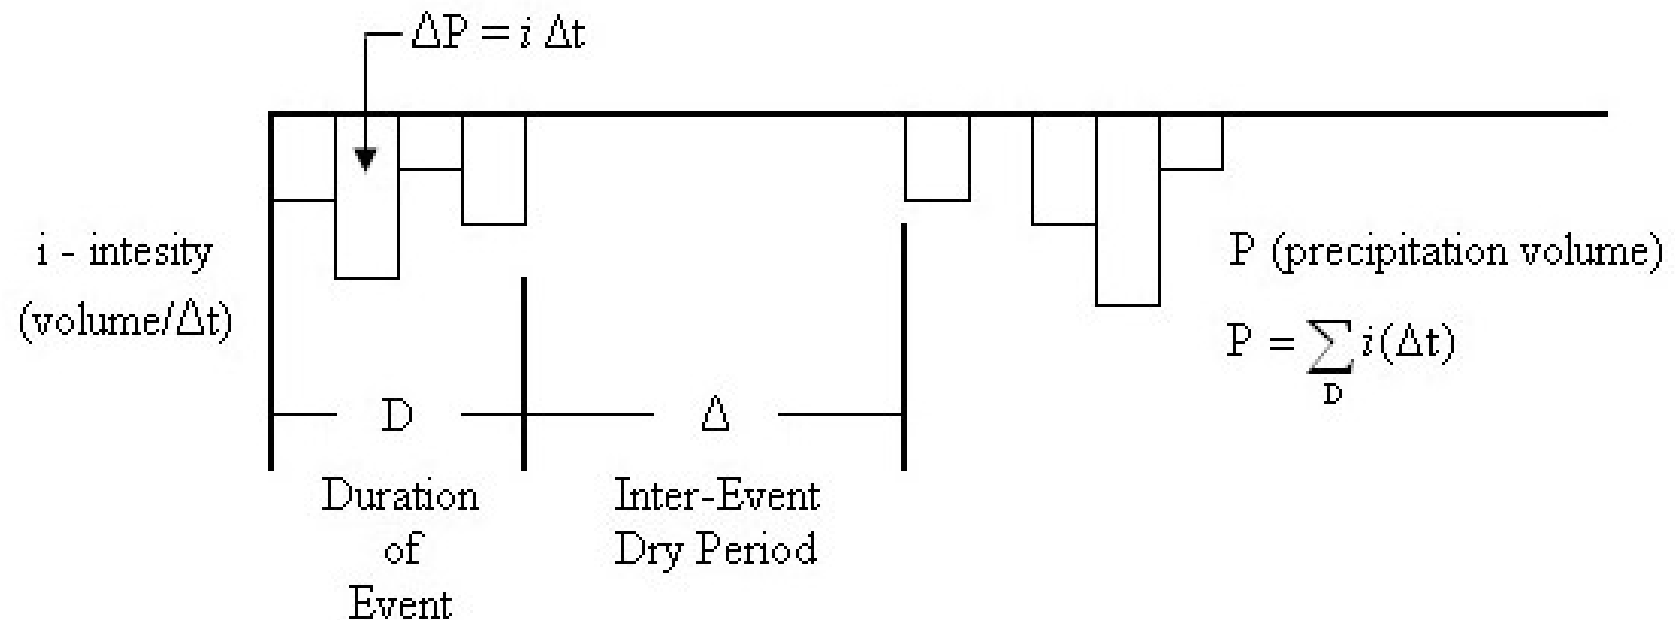 ΔP = i Δt
i - intesity
(volume/Δt)
P (precipitation volume)
P = ∑ i(Δt)
D
D
Δ
Duration
of
Event
Inter-Event
Dry Period